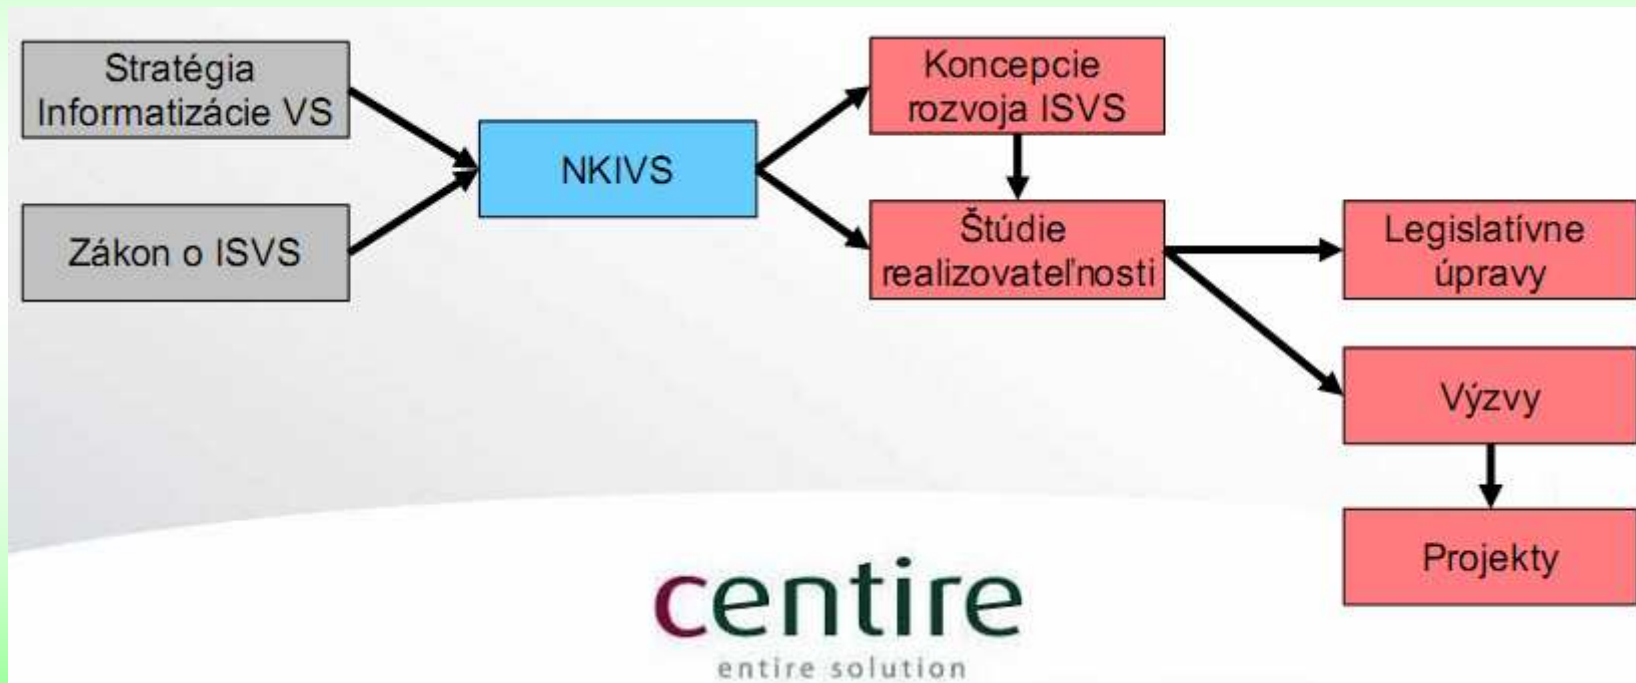 Stratégia
Informatizácie VS
Zákon o ISVS
NKIVS
Koncepcie
rozvoja ISVS
Štúdie
realizovateľnosti
Legislatívne
úpravy
Výzvy
Projekty
centire
entire solution